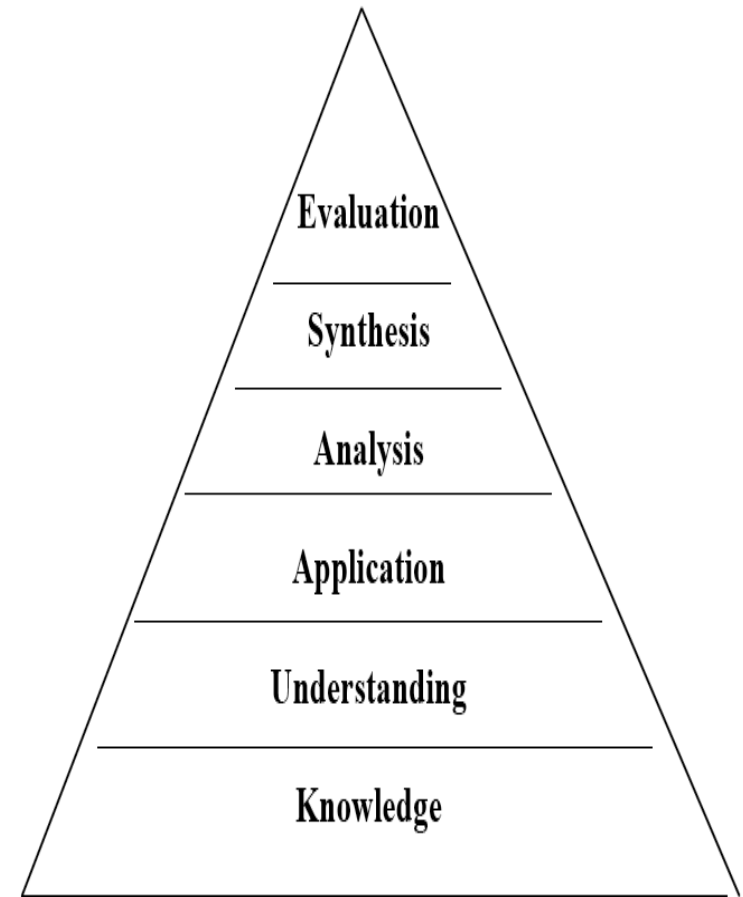 Evaluation
Synthesis
Analysis
Application
Understanding
Knowledge